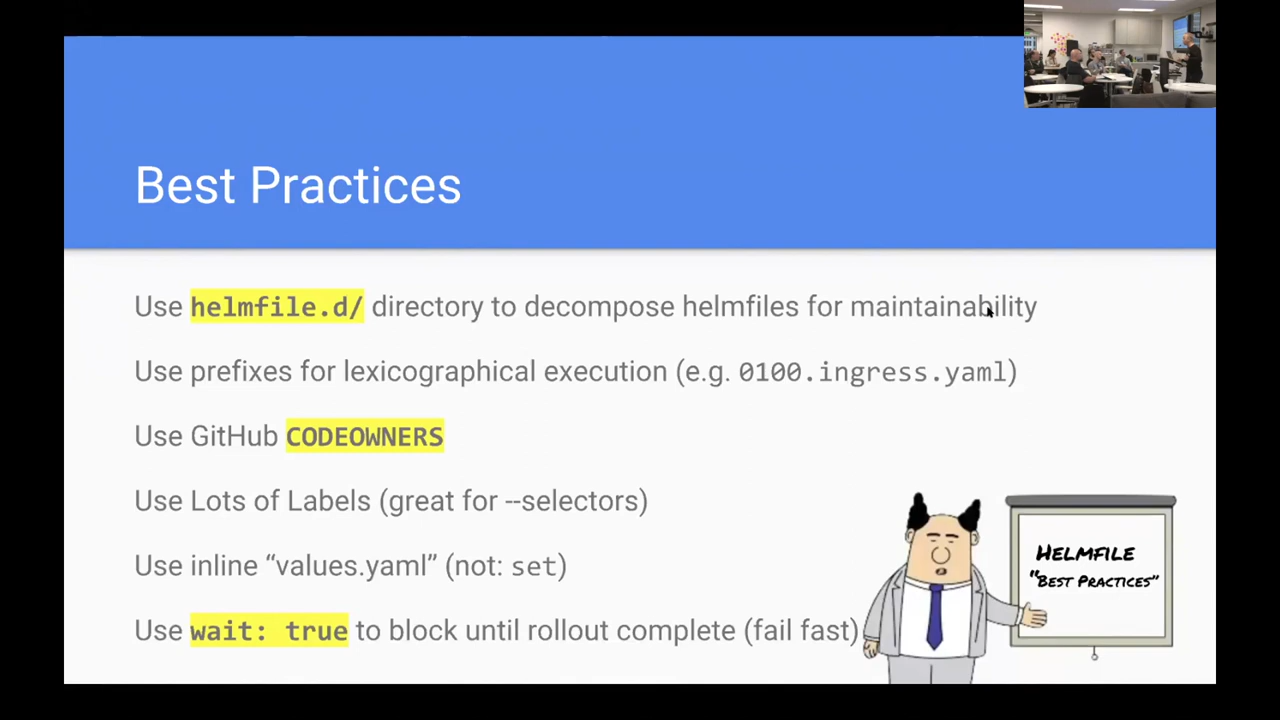 Best Practices
Use helmfile.d/ directory to decompose helmfiles for maintainability
Use prefixes for lexicographical execution (e.g. 0100.ingress.yaml)
Use GitHub CODEOWNERS
Use Lots of Labels (great for --selectors)
Use inline “values.yaml” (not: set)
Use wait: true to block until rollout complete (fail fast)
HELMFILE
"BEST PRACTICES"